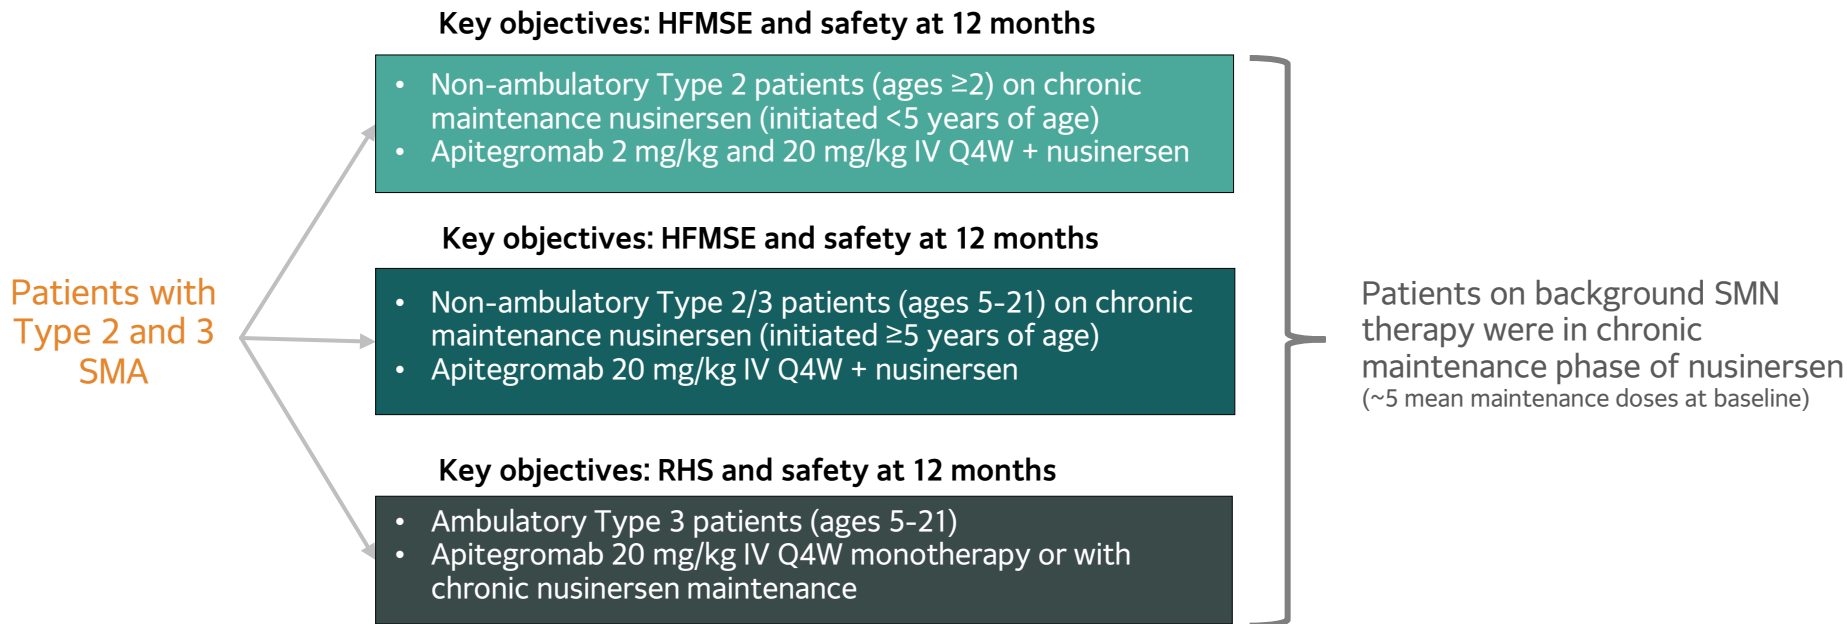 Key objectives: HFMSE and safety at 12 months
• Non-ambulatory Type 2 patients (ages ≥2) on chronic
maintenance nusinersen (initiated <5 years of age)
• Apitegromab 2 mg/kg and 20 mg/kg IV Q4W + nusinersen
Key objectives: HFMSE and safety at 12 months
Patients with
Type 2 and 3
SMA
• Non-ambulatory Type 2/3 patients (ages 5-21) on chronic
maintenance nusinersen (initiated ≥5 years of age)
• Apitegromab 20 mg/kg IV Q4W + nusinersen
Key objectives: RHS and safety at 12 months
• Ambulatory Type 3 patients (ages 5-21)
• Apitegromab 20 mg/kg IV Q4W monotherapy or with
chronic nusinersen maintenance
Patients on background SMN
therapy were in chronic
maintenance phase of nusinersen
(~5 mean maintenance doses at baseline)